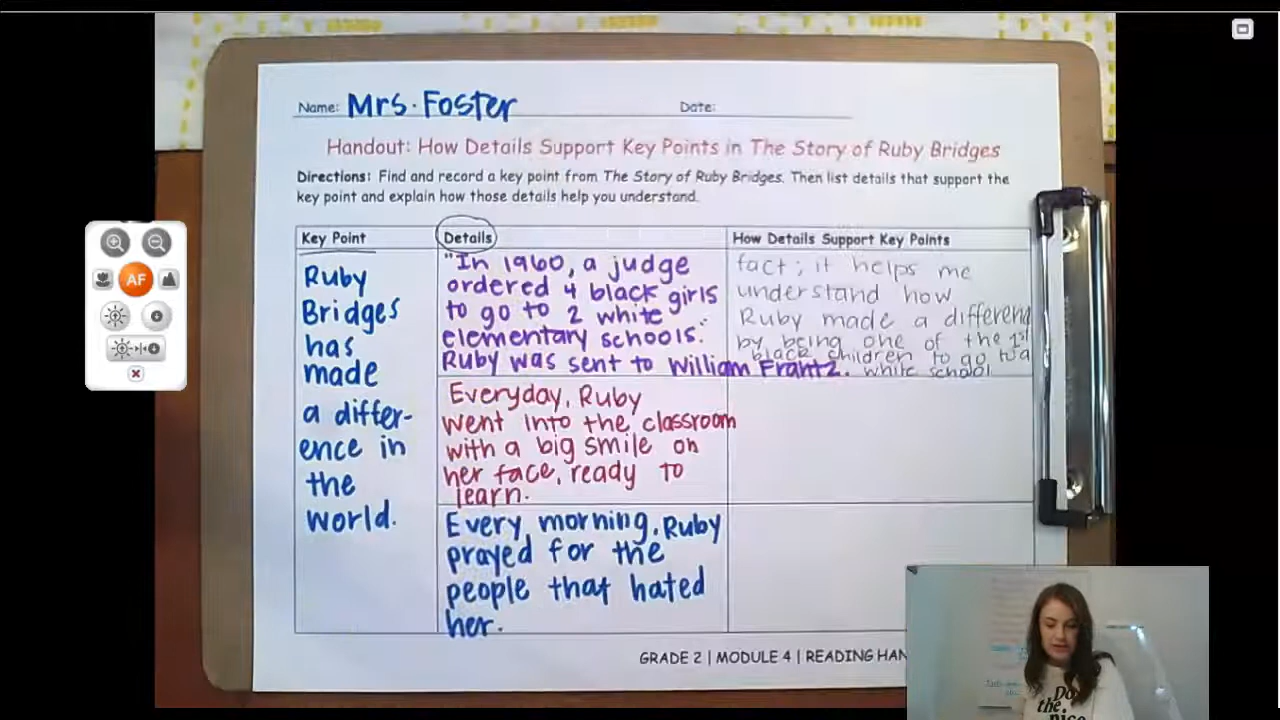 Name: Mrs. Foster Date:
Handout: How Details Support Key Points in The Story of Ruby Bridges
Directions: Find and record a key point from The Story of Ruby Bridges. Then list details that support the
key point and explain how those details help you understand.
Key Point
Ruby
Bridges
has
made
a differ-
ence in
the
world.
Details
"In 1960, a judge
ordered 4 black girls
to go to 2 white
elementary schools."
Ruby was sent to William Frantz.
Everyday, Ruby
went into the classroom
with a big smile on
her face, ready to
learn.
Every morning, Ruby
prayed for the
people that hated
her.
How Details Support Key Points
fact; it helps me
understand how
Ruby made a differenc
by being one of the 1st
black children to go to a
white school
GRADE 2 | MODULE 4 | READING HAN
AF
Do
the
nice